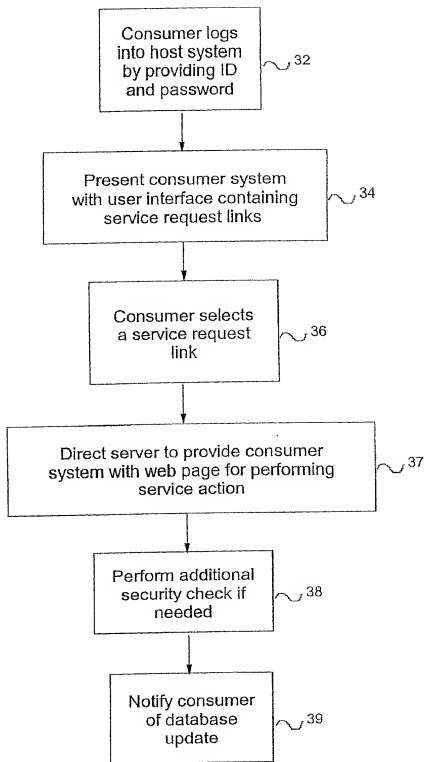 Consumer logs
into host system
by providing ID
and password
32
Present consumer system
with user interface containing
service request links
34
Consumer selects
a service request
link
36
Direct server to provide consumer
system with web page for performing
service action
37
Perform additional
security check if
needed
38
Notify consumer
of database
update
39